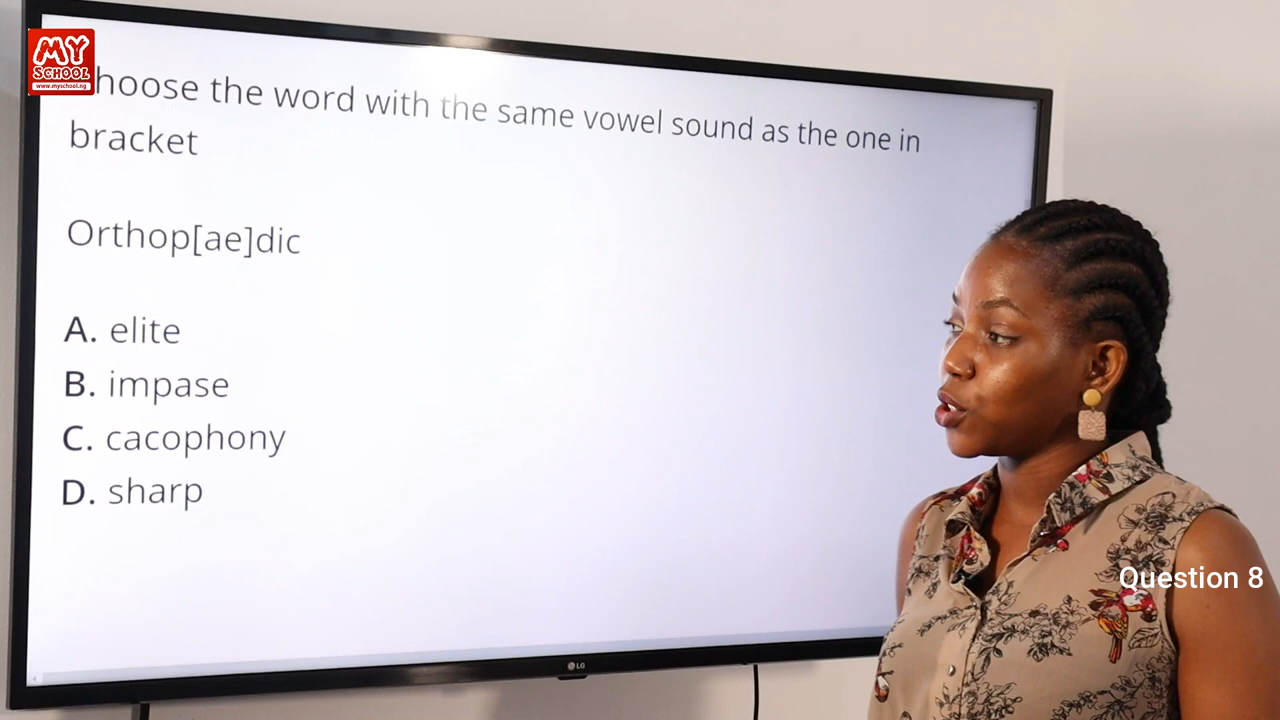 MY
SCHOOL
www.myschool.ng
hoose the word with the same vowel sound as the one in
bracket
Orthop[ae]dic
A. elite
B. impase
C. cacophony
D. sharp
Question 8
LG